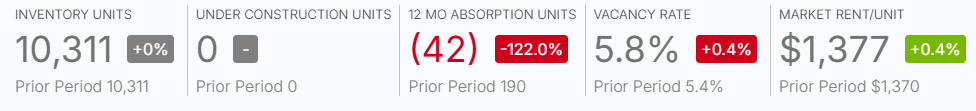 INVENTORY UNITS
10,311 +0%
Prior Period 10,311
UNDER CONSTRUCTION UNITS
0 -
Prior Period 0
12 MO ABSORPTION UNITS
(42) -122.0%
Prior Period 190
VACANCY RATE
5.8% +0.4%
Prior Period 5.4%
MARKET RENT/UNIT
$1,377 +0.4%
Prior Period $1,370